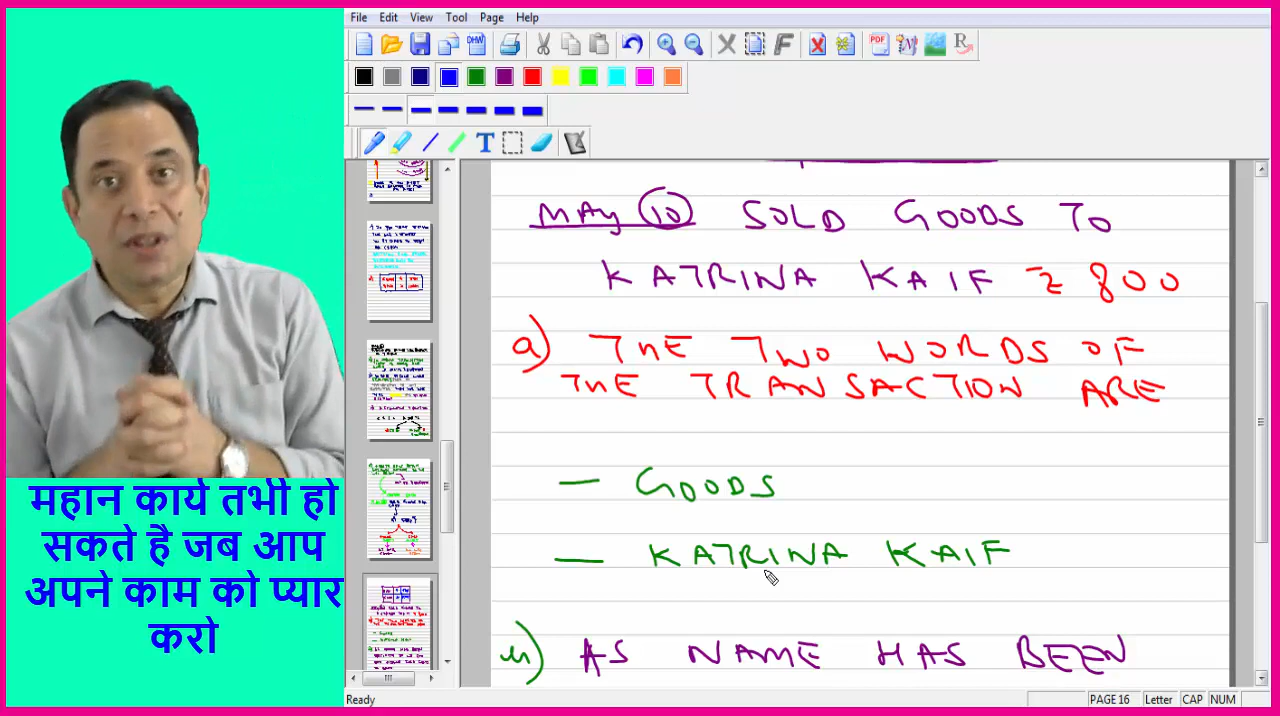 File Edit View Tool Page Help
MAY 10 SOLD GOODS TO
KATRINA KAIF ₹ 800
a) THE TWO WORDS OF
THE TRANSACTION ARE
— GOODS
— KATRINA KAIF
AS NAME HAS BEEN
महान कार्य तभी हो
सकते है जब आप
अपने काम को प्यार
करो
Ready PAGE 16 Letter CAP NUM